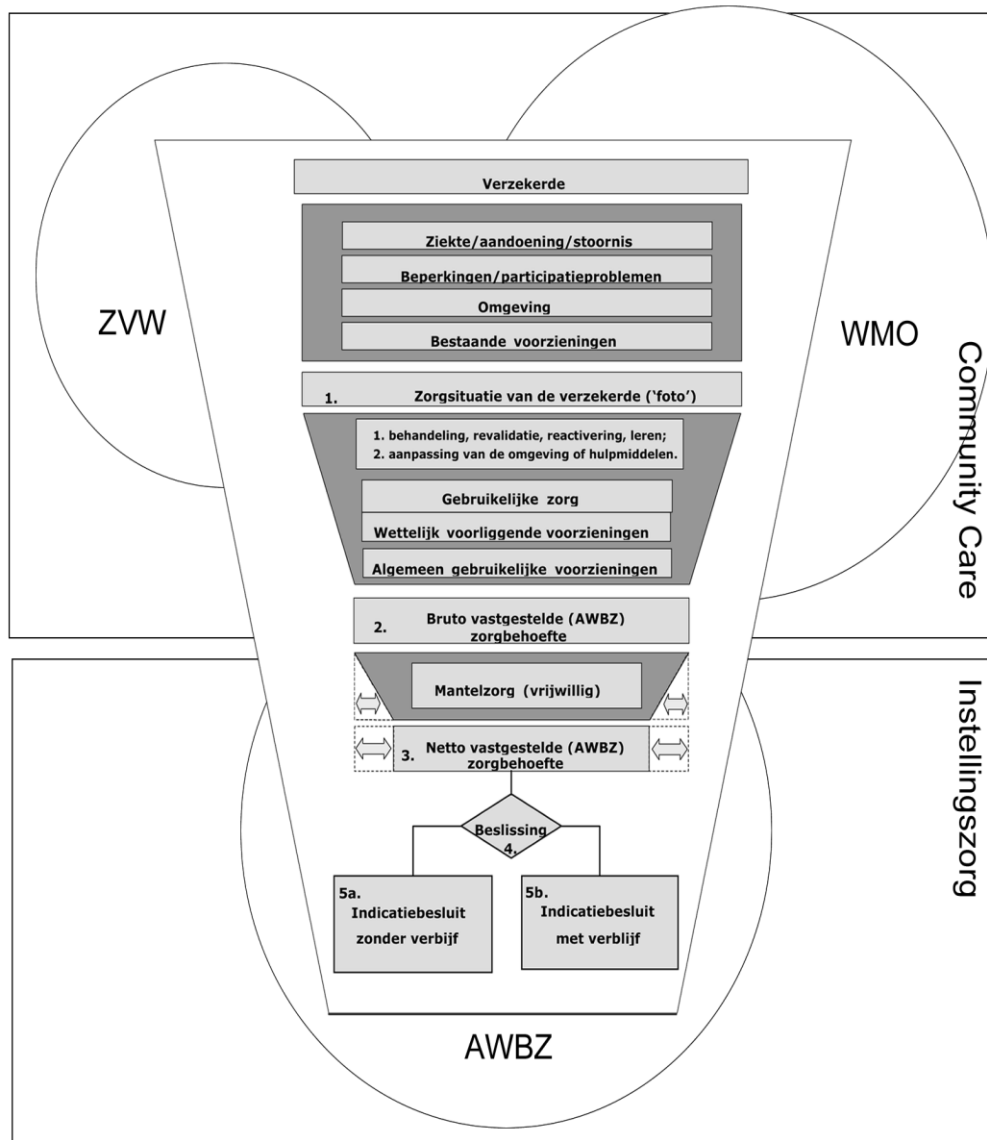 Verzekerde
Ziekte/aandoening/stoornis
Beperkingen/participatieproblemen
Omgeving
Bestaande voorzieningen
ZVW
WMO
Community Care
1. Zorgsituatie van de verzekerde (‘foto’)
1. behandeling, revalidatie, reactivering, leren;
2. aanpassing van de omgeving of hulpmiddelen.
Gebruikelijke zorg
Wettelijk voorliggende voorzieningen
Algemeen gebruikelijke voorzieningen
2. Bruto vastgestelde (AWBZ)
zorgbehoefte
Mantelzorg (vrijwillig)
Instellingszorg
3. Netto vastgestelde (AWBZ)
zorgbehoefte
Beslissing
4.
5a.
Indicatiebesluit
zonder verbijf
5b.
Indicatiebesluit
met verblijf
AWBZ